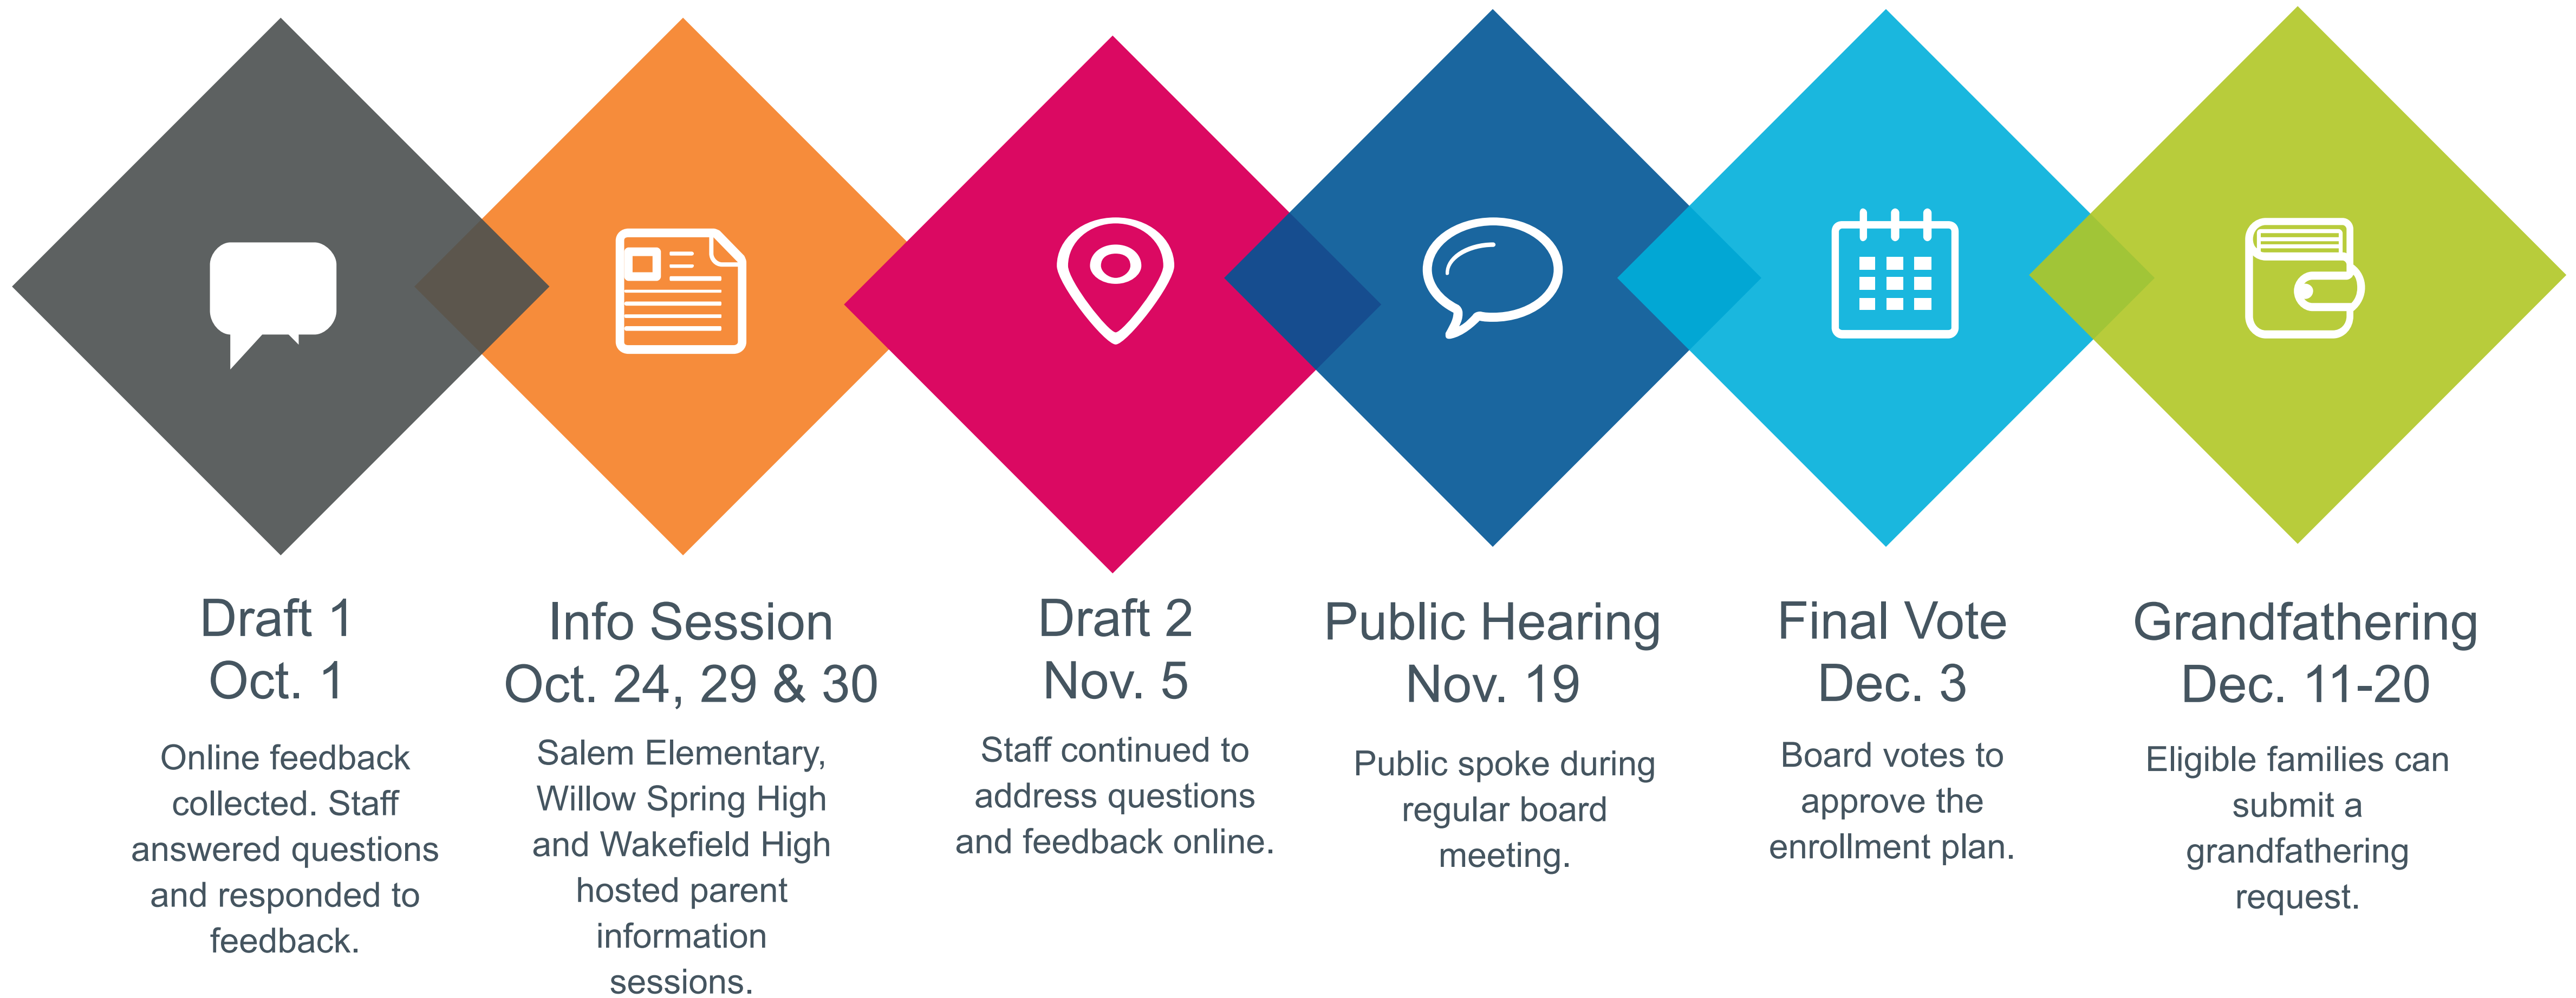 Draft 1
Oct. 1
Online feedback
collected. Staff
answered questions
and responded to
feedback.
Info Session
Oct. 24, 29 & 30
Salem Elementary,
Willow Spring High
and Wakefield High
hosted parent
information
sessions.
Draft 2
Nov. 5
Staff continued to
address questions
and feedback online.
Public Hearing
Nov. 19
Public spoke during
regular board
meeting.
Final Vote
Dec. 3
Board votes to
approve the
enrollment plan.
Grandfathering
Dec. 11-20
Eligible families can
submit a
grandfathering
request.